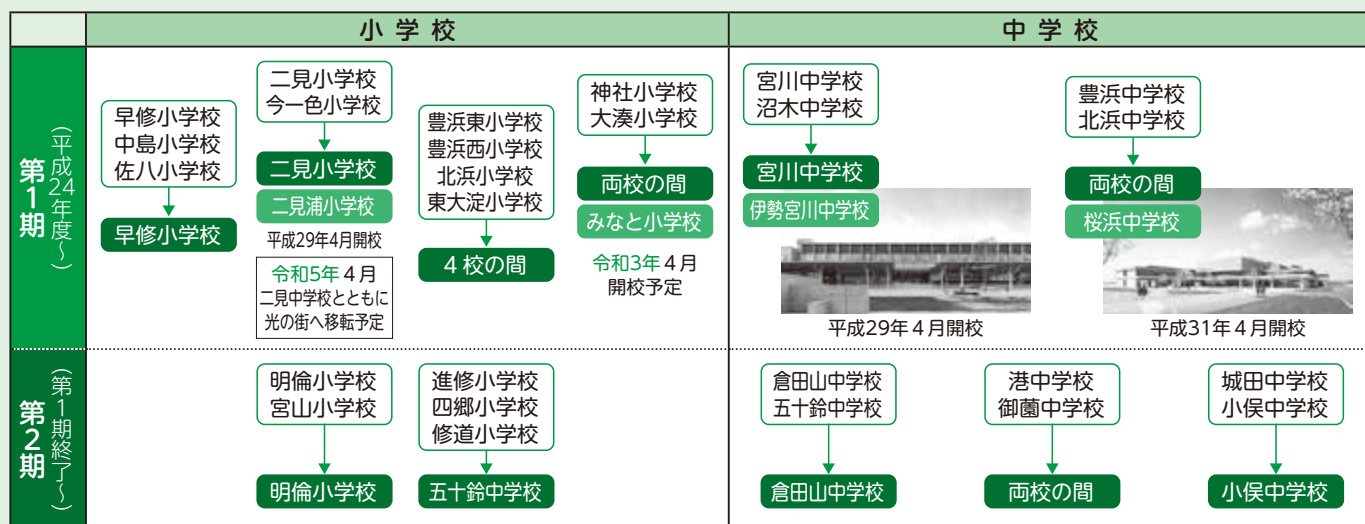 小学校
中学校
第1期
（平成24年度～）
早修小学校
中島小学校
佐八小学校
早修小学校
二見小学校
今一色小学校
二見小学校
二見浦小学校
平成29年4月開校
令和5年4月
二見中学校とともに
光の街へ移転予定
豊浜東小学校
豊浜西小学校
北浜小学校
東大淀小学校
4校の間
神社小学校
大湊小学校
両校の間
みなと小学校
令和3年4月
開校予定
宮川中学校
沼木中学校
宮川中学校
伊勢宮川中学校
平成29年4月開校
豊浜中学校
北浜中学校
両校の間
桜浜中学校
平成31年4月開校
第2期
（第1期終了～）
明倫小学校
宮山小学校
明倫小学校
進修小学校
四郷小学校
修道小学校
五十鈴中学校
倉田山中学校
五十鈴中学校
倉田山中学校
港中学校
御薗中学校
両校の間
城田中学校
小俣中学校
小俣中学校